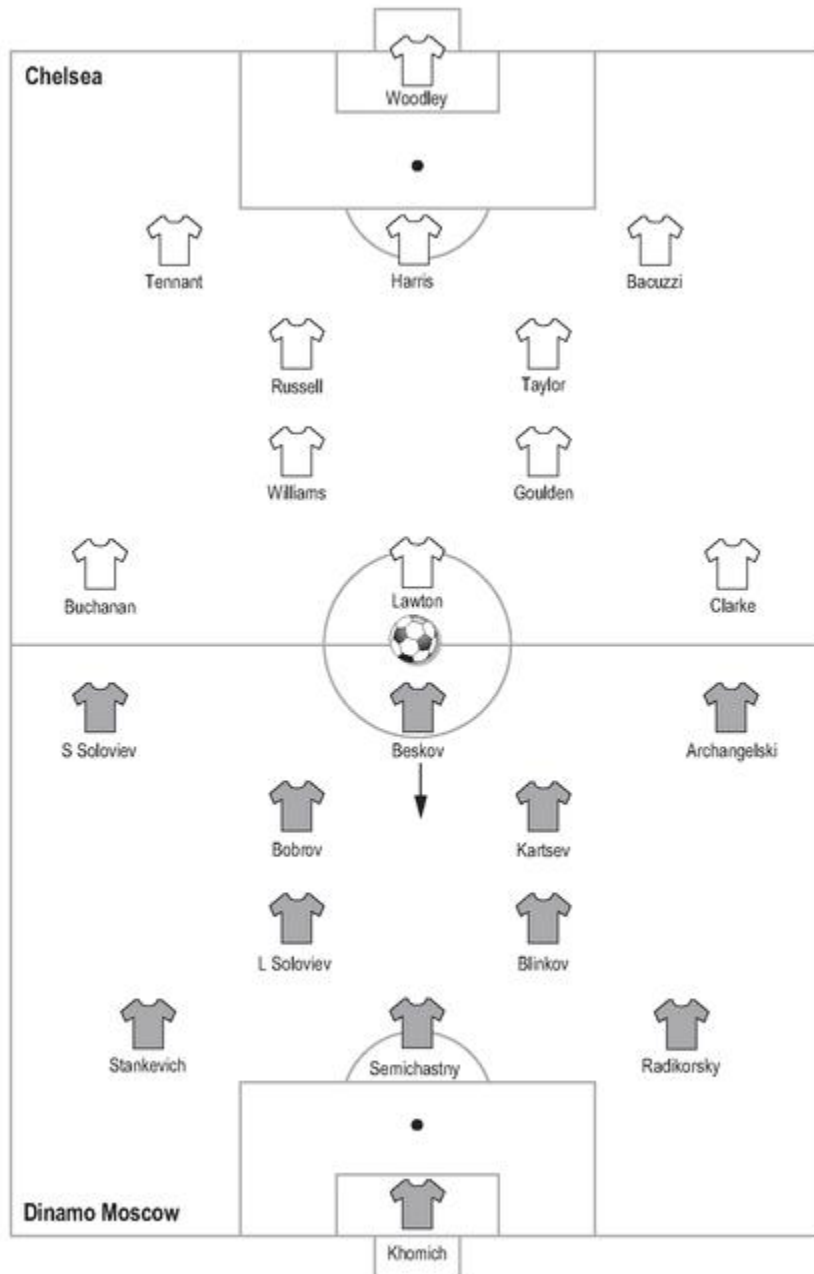 Chelsea
Woodley
Tennant
Harris
Bacuzzi
Russell
Taylor
Williams
Goulden
Buchanan
Lawton
Clarke
S Soloviev
Beskov
Archangelski
Bobrov
Kartsev
L Soloviev
Blinkov
Stankevich
Semichastny
Radikorsky
Dinamo Moscow
Khomich